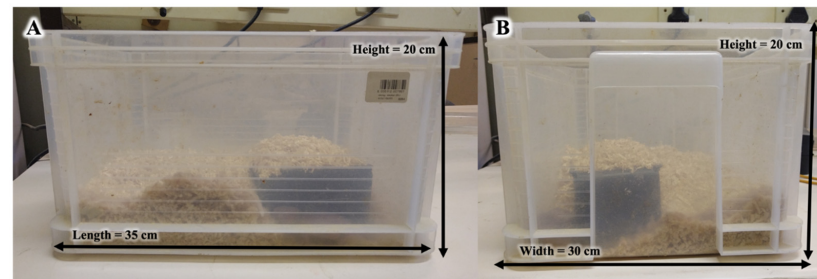 A
Height = 20 cm
Length = 35 cm
B
Height = 20 cm
Width = 30 cm